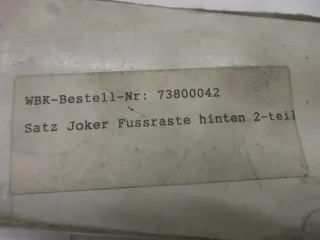 WBK-Bestell-Nr: 73800042
Satz Joker Fussraste hinten 2-teil